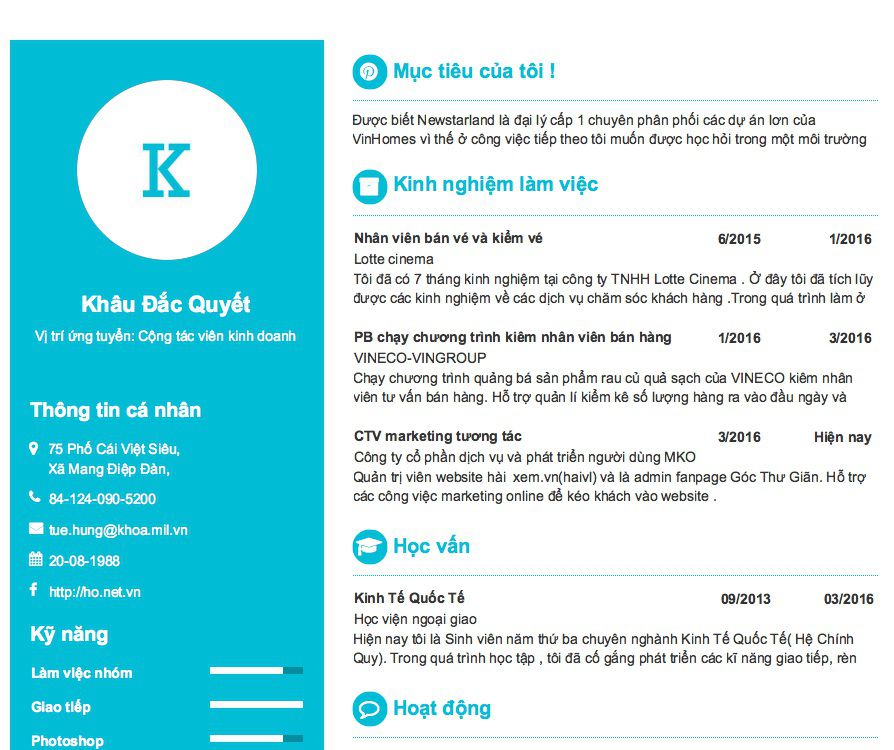 K
Khâu Đắc Quyết
Vị trí ứng tuyển: Cộng tác viên kinh doanh
Thông tin cá nhân
75 Phố Cái Việt Siêu,
Xã Mang Điệp Đàn,
84-124-090-5200
tue.hung@khoa.mil.vn
20-08-1988
http://ho.net.vn
Kỹ năng
Làm việc nhóm
Giao tiếp
Photoshop
Mục tiêu của tôi !
Được biết Newstarland là đại lý cấp 1 chuyên phân phối các dự án lơn của
VinHomes vì thế ở công việc tiếp theo tôi muốn được học hỏi trong một môi trường
Kinh nghiệm làm việc
Nhân viên bán vé và kiểm vé 6/2015 1/2016
Lotte cinema
Tôi đã có 7 tháng kinh nghiệm tại công ty TNHH Lotte Cinema . Ở đây tôi đã tích lũy
được các kinh nghiệm về các dịch vụ chăm sóc khách hàng .Trong quá trình làm ở
PB chạy chương trình kiêm nhân viên bán hàng 1/2016 3/2016
VINECO-VINGROUP
Chạy chương trình quảng bá sản phẩm rau củ quả sạch của VINECO kiêm nhân
viên tư vấn bán hàng. Hỗ trợ quản lí kiểm kê số lượng hàng ra vào đầu ngày và
CTV marketing tương tác 3/2016 Hiện nay
Công ty cổ phần dịch vụ và phát triển người dùng MKO
Quản trị viên website hài xem.vn(haivl) và là admin fanpage Góc Thư Giãn. Hỗ trợ
các công việc marketing online để kéo khách vào website .
Học vấn
Kinh Tế Quốc Tế 09/2013 03/2016
Học viện ngoại giao
Hiện nay tôi là Sinh viên năm thứ ba chuyên nghành Kinh Tế Quốc Tế( Hệ Chính
Quy). Trong quá trình học tập , tôi đã cố gắng phát triển các kĩ năng giao tiếp, rèn
Hoạt động